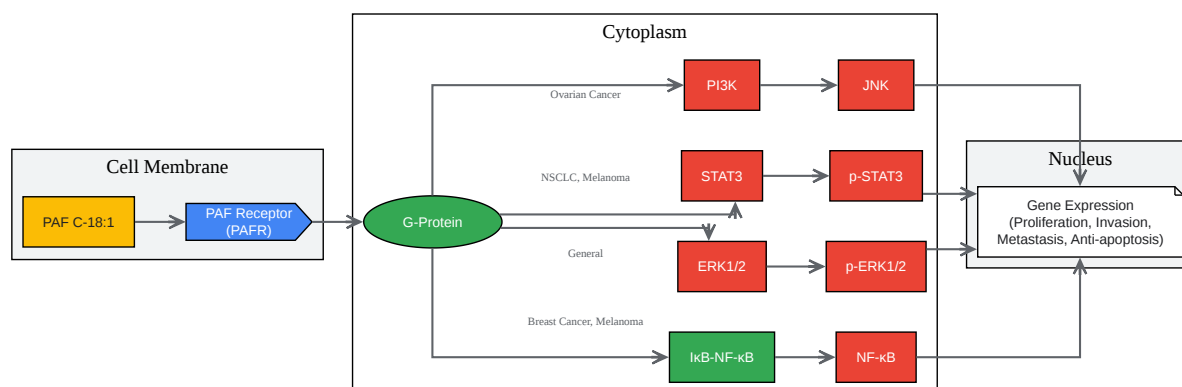 Cytoplasm
Ovarian Cancer
PI3K
JNK
Cell Membrane
PAF C-18:1
PAF Receptor
(PAFR)
G-Protein
NSCLC, Melanoma
STAT3
p-STAT3
General
ERK1/2
p-ERK1/2
Breast Cancer, Melanoma
IκB-NF-κB
NF-κB
Nucleus
Gene Expression
(Proliferation, Invasion,
Metastasis, Anti-apoptosis)